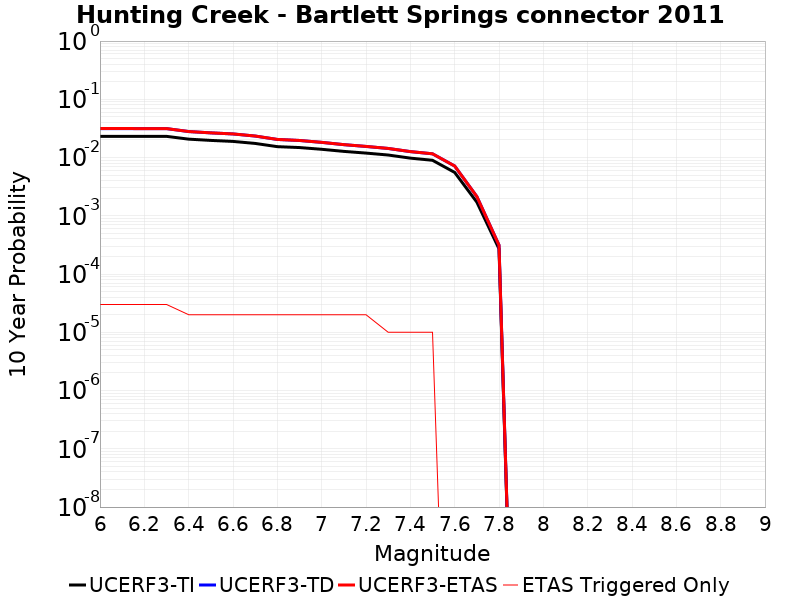 Hunting Creek - Bartlett Springs connector 2011
10 Year Probability
10^0
10^-1
10^-2
10^-3
10^-4
10^-5
10^-6
10^-7
10^-8
6 6.2 6.4 6.6 6.8 7 7.2 7.4 7.6 7.8 8 8.2 8.4 8.6 8.8 9
Magnitude
UCERF3-TI UCERF3-TD UCERF3-ETAS ETAS Triggered Only